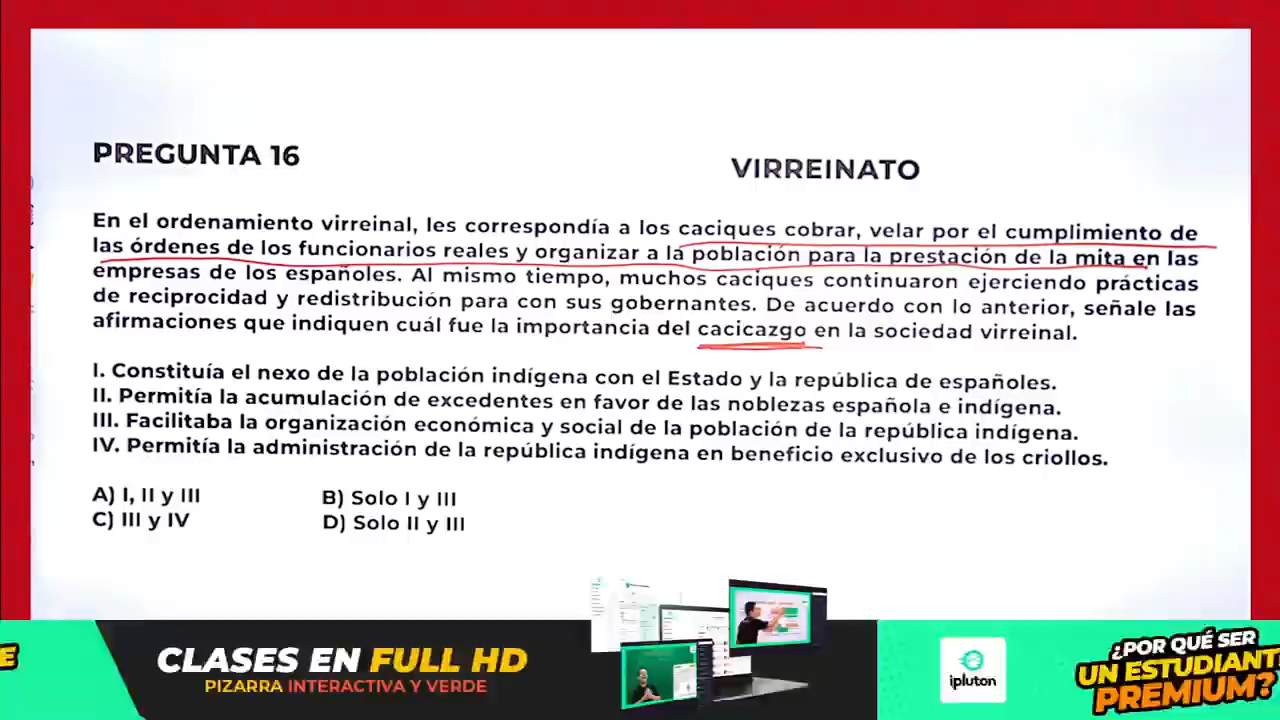 PREGUNTA 16
VIRREINATO
En el ordenamiento virreinal, les correspondía a los caciques cobrar, velar por el cumplimiento de
las órdenes de los funcionarios reales y organizar a la población para la prestación de la mita en las
empresas de los españoles. Al mismo tiempo, muchos caciques continuaron ejerciendo prácticas
de reciprocidad y redistribución para con sus gobernantes. De acuerdo con lo anterior, señale las
afirmaciones que indiquen cuál fue la importancia del cacicazgo en la sociedad virreinal.
I. Constituía el nexo de la población indígena con el Estado y la república de españoles.
II. Permitía la acumulación de excedentes en favor de las noblezas española e indígena.
III. Facilitaba la organización económica y social de la población de la república indígena.
IV. Permitía la administración de la república indígena en beneficio exclusivo de los criollos.
A) I, II y III
B) Solo I y III
C) III y IV
D) Solo II y III
E
CLASES EN FULL HD
PIZARRA INTERACTIVA Y VERDE
ipluton
¿POR QUÉ SER
UN ESTUDIANT
PREMIUM?